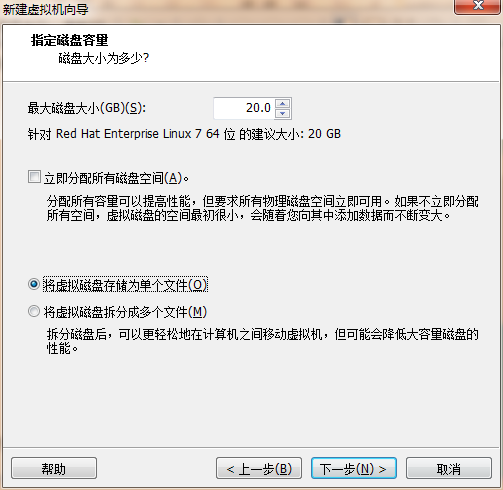 新建虚拟机向导
指定磁盘容量
磁盘大小为多少?
最大磁盘大小(GB)(S): 20.0
针对 Red Hat Enterprise Linux 7 64 位 的建议大小: 20 GB
立即分配所有磁盘空间(A)。
分配所有容量可以提高性能，但要求所有物理磁盘空间立即可用。如果不立即分配
所有空间，虚拟磁盘的空间最初很小，会随着您向其中添加数据而不断变大。
将虚拟磁盘存储为单个文件(O)
将虚拟磁盘拆分成多个文件(M)
拆分磁盘后，可以更轻松地在计算机之间移动虚拟机，但可能会降低大容量磁盘的
性能。
帮助 < 上一步(B) 下一步(N) > 取消